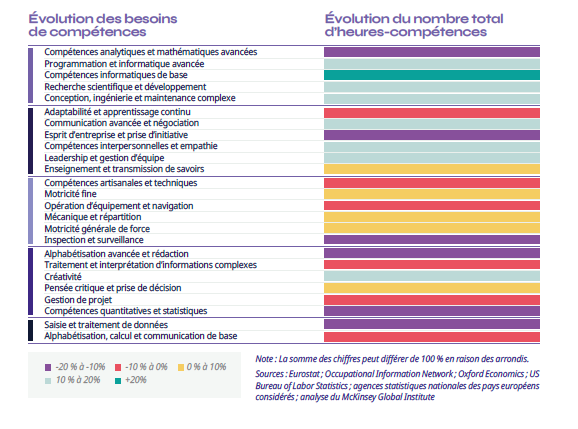 Évolution des besoins
de compétences
Évolution du nombre total
d'heures-compétences
Compétences analytiques et mathématiques avancées
Programmation et informatique avancée
Compétences informatiques de base
Recherche scientifique et développement
Conception, ingénierie et maintenance complexe
Adaptabilité et apprentissage continu
Communication avancée et négociation
Esprit d'entreprise et prise d'initiative
Compétences interpersonnelles et empathie
Leadership et gestion d'équipe
Enseignement et transmission de savoirs
Compétences artisanales et techniques
Motricité fine
Opération d'équipement et navigation
Mécanique et répartition
Motricité générale de force
Inspection et surveillance
Alphabétisation avancée et rédaction
Traitement et interprétation d'informations complexes
Créativité
Pensée critique et prise de décision
Gestion de projet
Compétences quantitatives et statistiques
Saisie et traitement de données
Alphabétisation, calcul et communication de base
-20 % à -10% -10 % à 0% 0 % à 10%
10 % à 20% +20%
Note : La somme des chiffres peut différer de 100 % en raison des arrondis.
Sources : Eurostat ; Occupational Information Network ; Oxford Economics ; US
Bureau of Labor Statistics ; agences statistiques nationales des pays européens
considérés ; analyse du McKinsey Global Institute